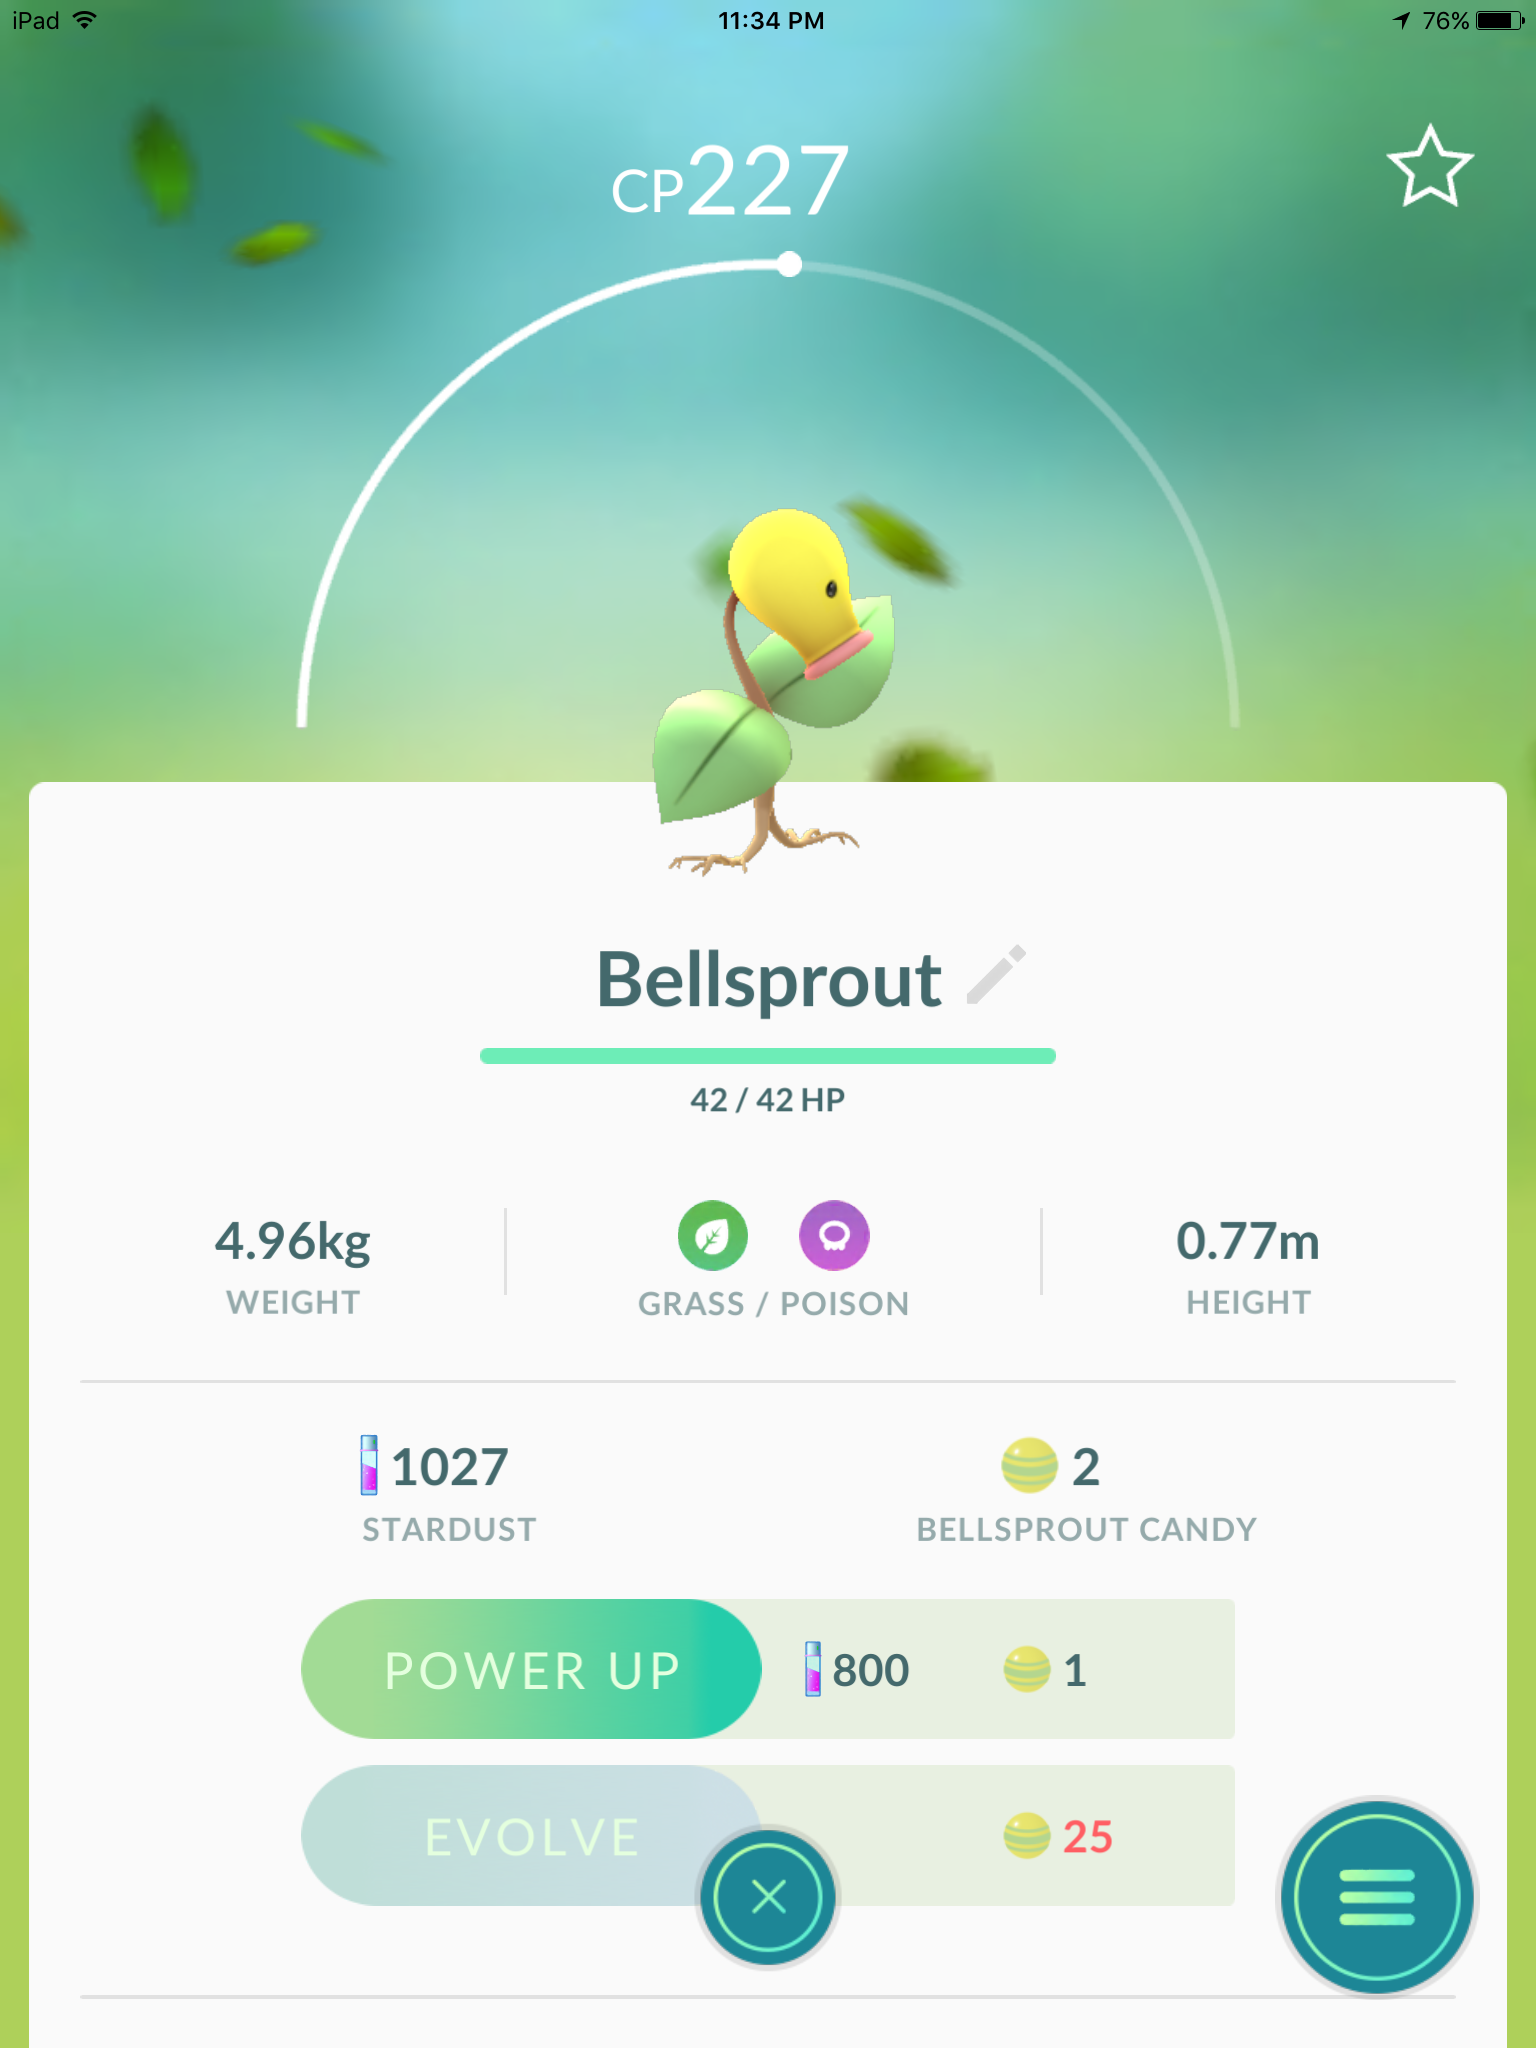 iPad 11:34 PM 76%
CP227
Bellsprout
42 / 42 HP
4.96kg 0.77m
WEIGHT GRASS / POISON HEIGHT
1027 2
STARDUST BELLSPROUT CANDY
POWER UP 800 1
EVOLVE 25